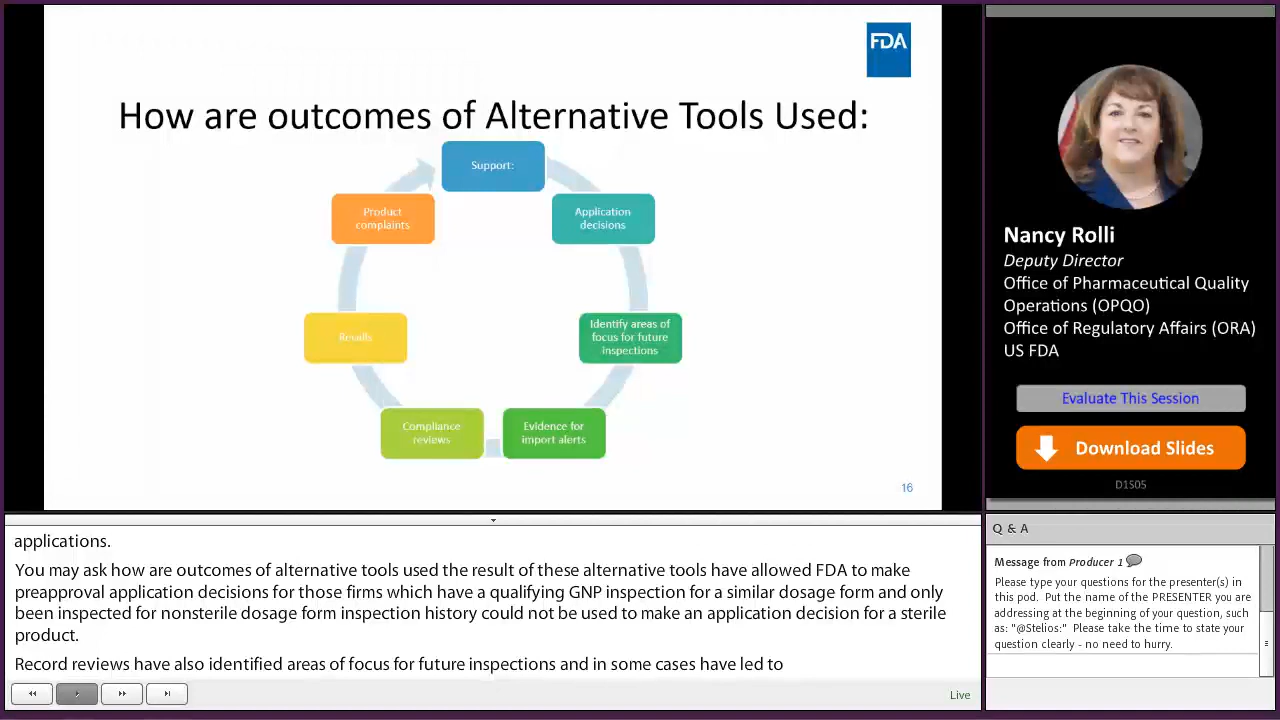 FDA
How are outcomes of Alternative Tools Used:
Support:
Application
decisions
Identify areas of
focus for future
inspections
Evidence for
import alerts
Compliance
reviews
Recalls
Product
complaints
16
Nancy Rolli
Deputy Director
Office of Pharmaceutical Quality
Operations (OPQO)
Office of Regulatory Affairs (ORA)
US FDA
Evaluate This Session
Download Slides
D1S05
applications.
You may ask how are outcomes of alternative tools used the result of these alternative tools have allowed FDA to make
preapproval application decisions for those firms which have a qualifying GNP inspection for a similar dosage form and only
been inspected for nonsterile dosage form inspection history could not be used to make an application decision for a sterile
product.
Record reviews have also identified areas of focus for future inspections and in some cases have led to
Live
Q & A
Message from Producer 1
Please type your questions for the presenter(s) in
this pod. Put the name of the PRESENTER you are
addressing at the beginning of your question, such
as: "@Stelios:" Please take the time to state your
question clearly - no need to hurry.